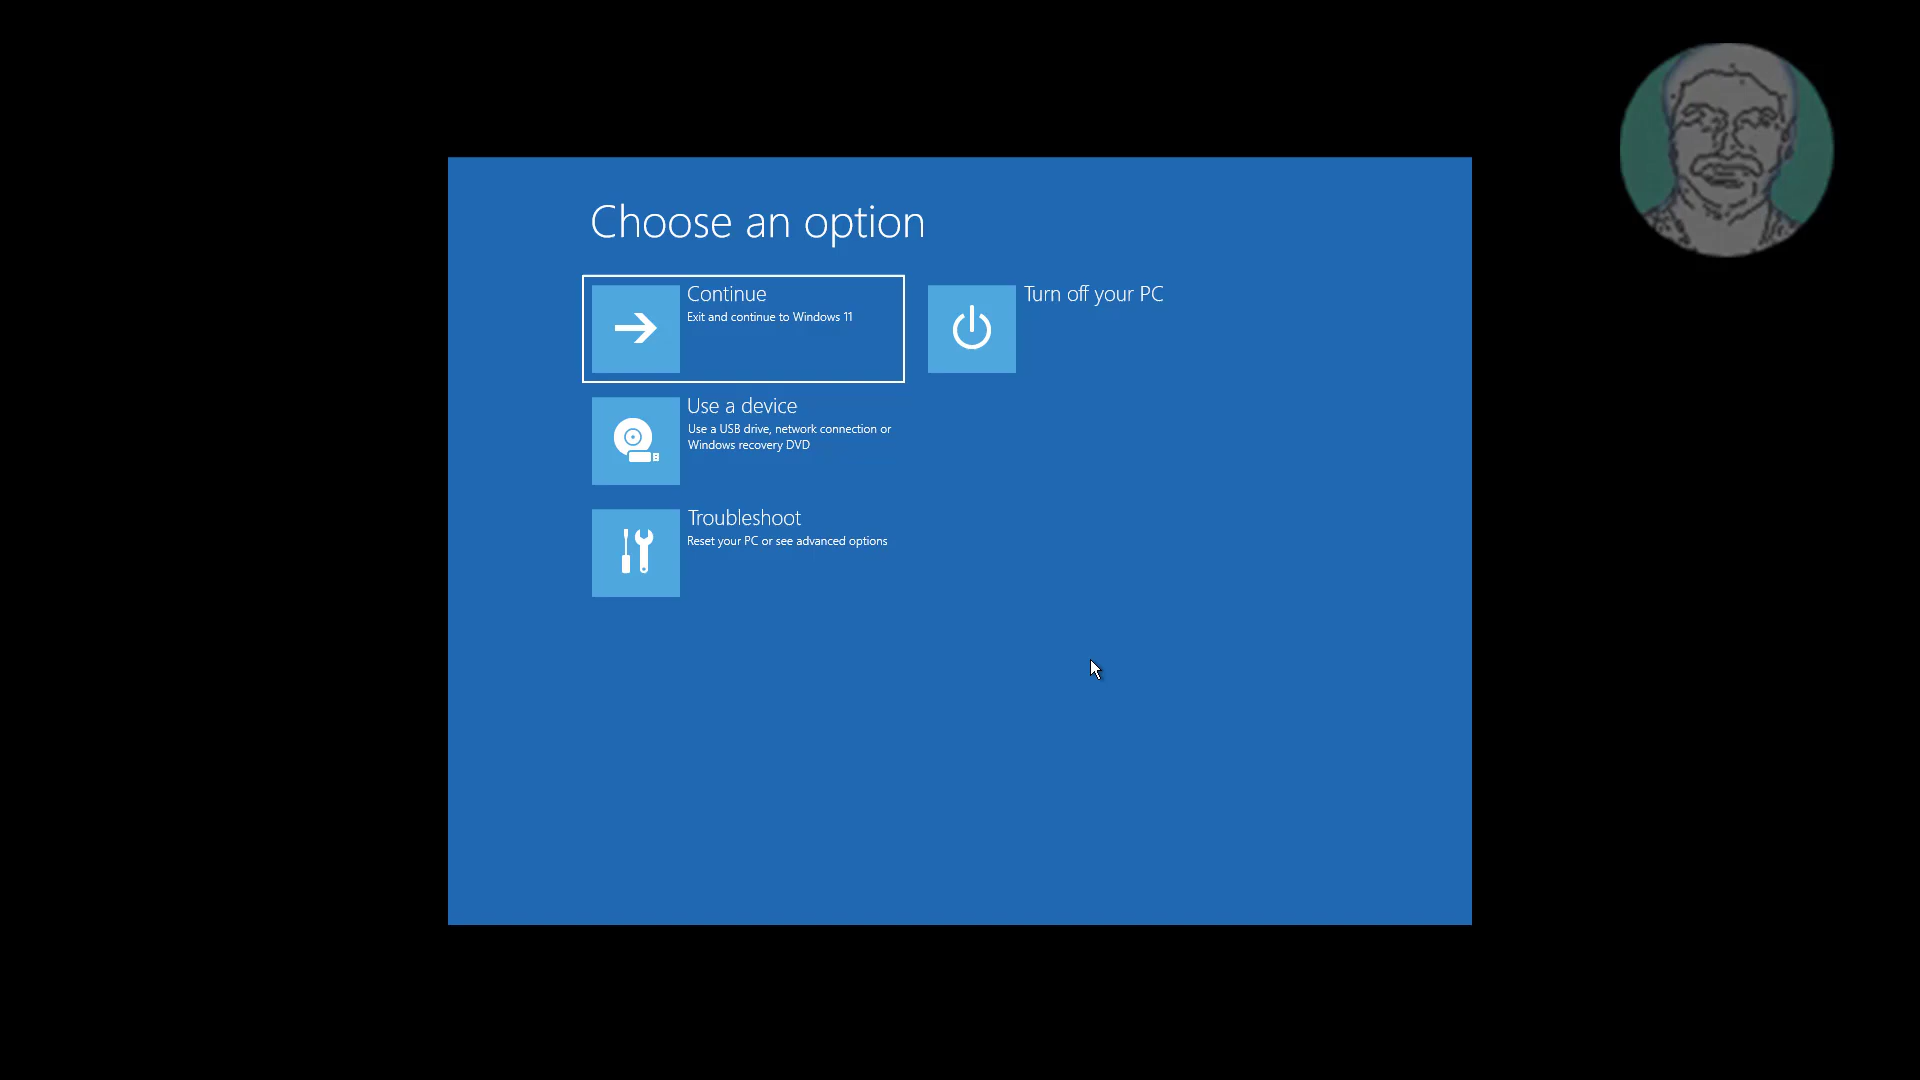 Choose an option
Continue
Exit and continue to Windows 11
Turn off your PC
Use a device
Use a USB drive, network connection or
Windows recovery DVD
Troubleshoot
Reset your PC or see advanced options